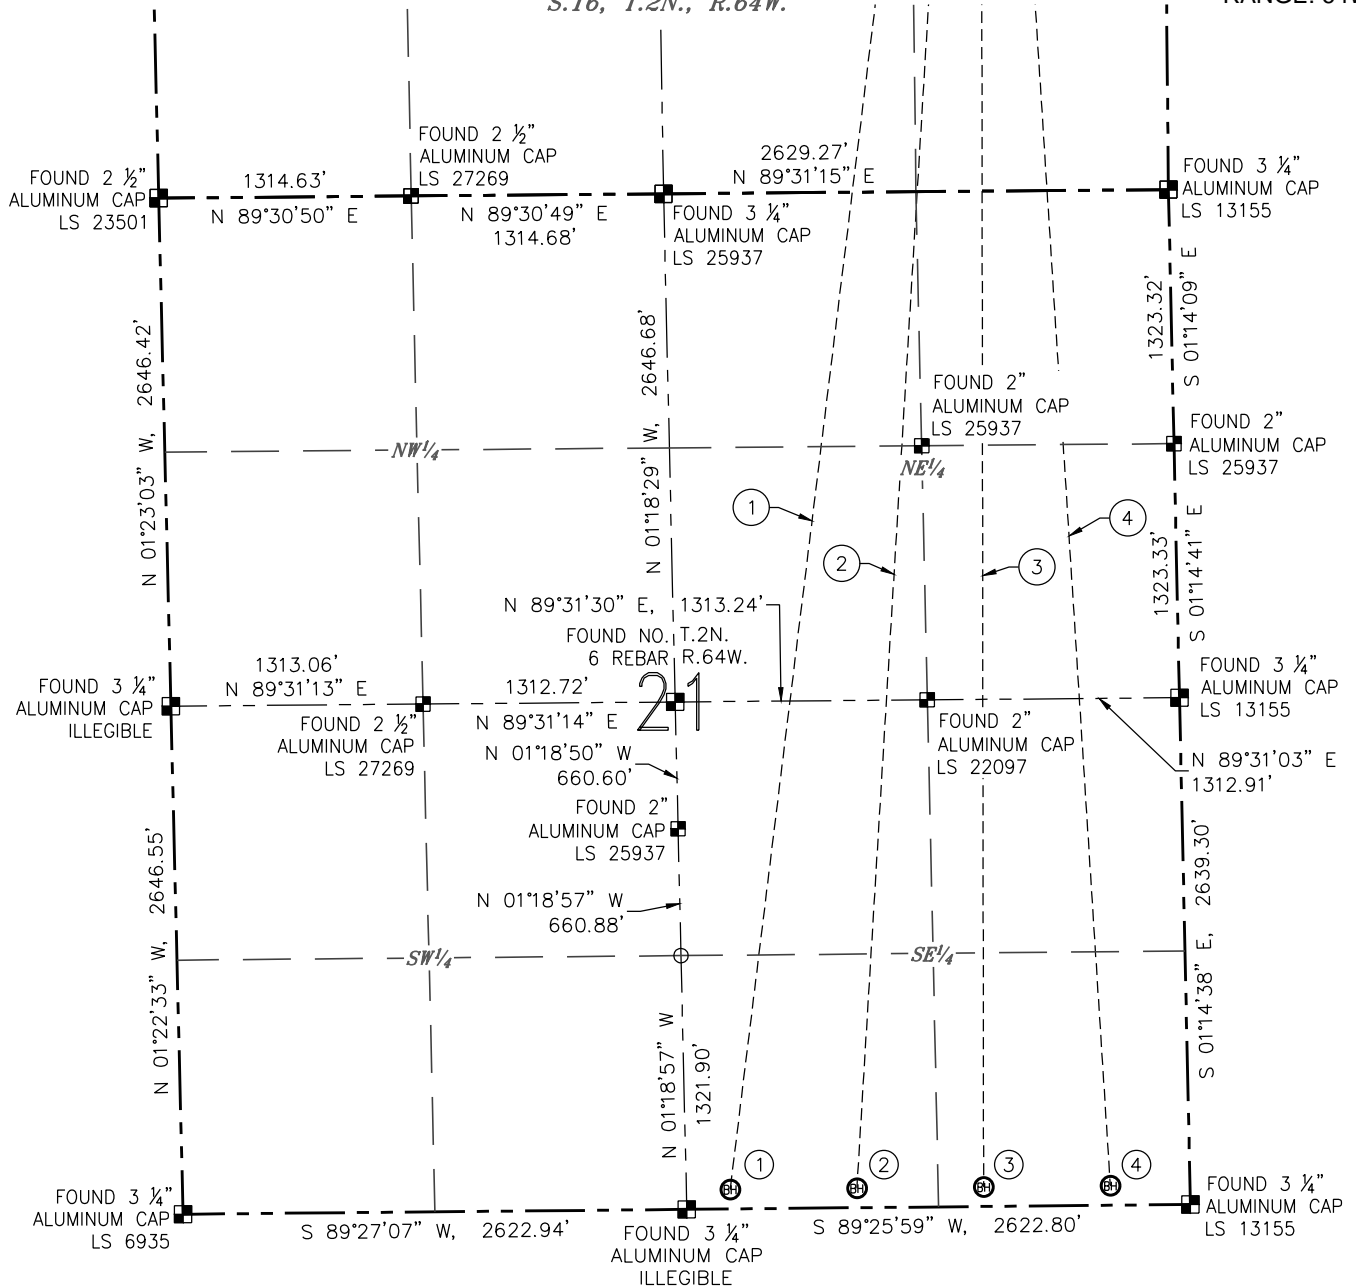 S.16, T.2N., R.64W.
FOUND 2 ½"
ALUMINUM CAP
LS 27269
FOUND 2 ½"
ALUMINUM CAP
LS 23501
1314.63'
N 89°30'50" E
N 89°30'49" E
1314.68'
2629.27'
N 89°31'15" E
FOUND 3 ¼"
ALUMINUM CAP
LS 25937
FOUND 3 ¼"
ALUMINUM CAP
LS 13155
N 01°23'03" W, 2646.42'
N 01°18'29" W, 2646.68'
1323.32'
S 01°14'09" E
FOUND 2"
ALUMINUM CAP
LS 25937
FOUND 2"
ALUMINUM CAP
LS 25937
NW¼
NE¼
1
2
3
4
1323.33'
S 01°14'41" E
N 89°31'30" E, 1313.24'
FOUND NO. T.2N.
6 REBAR R.64W.
21
FOUND 3 ¼"
ALUMINUM CAP
ILLEGIBLE
1313.06'
N 89°31'13" E
1312.72'
N 89°31'14" E
FOUND 2 ½"
ALUMINUM CAP
LS 27269
FOUND 2"
ALUMINUM CAP
LS 22097
FOUND 3 ¼"
ALUMINUM CAP
LS 13155
N 89°31'03" E
1312.91'
N 01°18'50" W
660.60'
FOUND 2"
ALUMINUM CAP
LS 25937
N 01°18'57" W
660.88'
N 01°22'33" W, 2646.55'
S 01°14'38" E, 2639.30'
SW¼
SE¼
N 01°18'57" W
1321.90'
BH 1
BH 2
BH 3
BH 4
FOUND 3 ¼"
ALUMINUM CAP
LS 6935
S 89°27'07" W, 2622.94'
FOUND 3 ¼"
ALUMINUM CAP
ILLEGIBLE
S 89°25'59" W, 2622.80'
FOUND 3 ¼"
ALUMINUM CAP
LS 13155